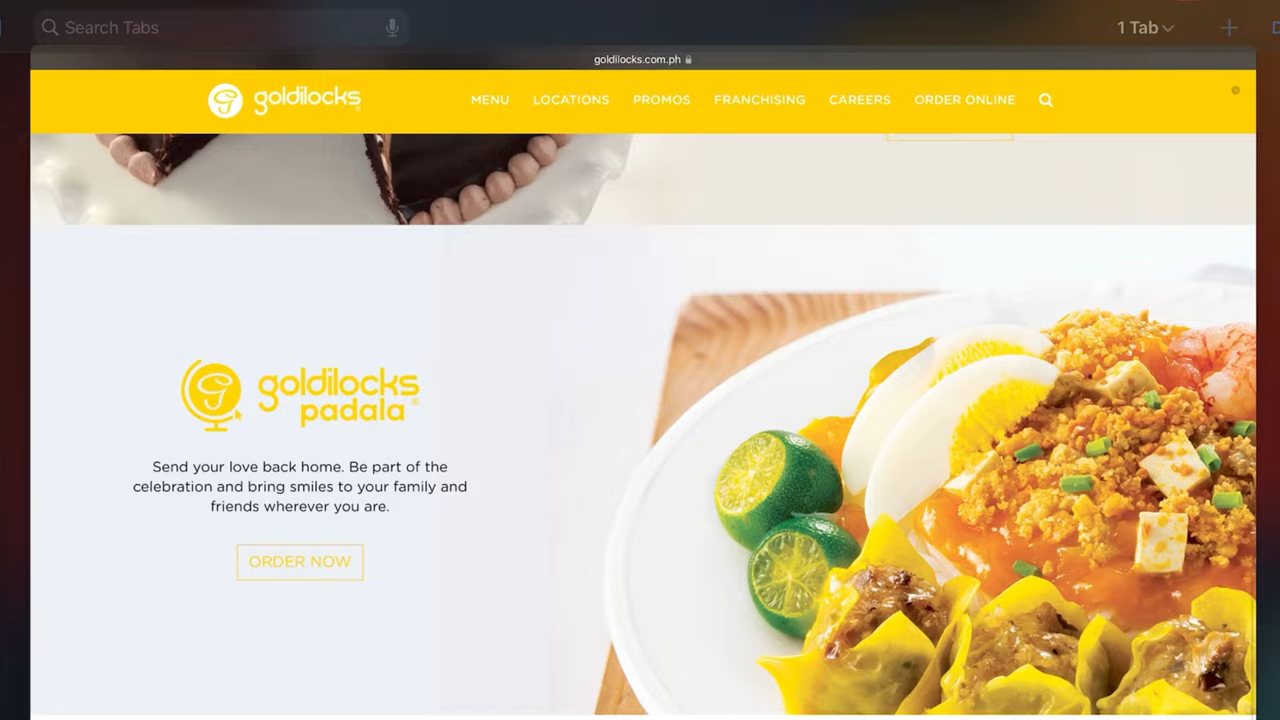 Search Tabs
1 Tab
goldilocks.com.ph
goldilocks
MENU LOCATIONS PROMOS FRANCHISING CAREERS ORDER ONLINE
goldilocks
padala
Send your love back home. Be part of the
celebration and bring smiles to your family and
friends wherever you are.
ORDER NOW